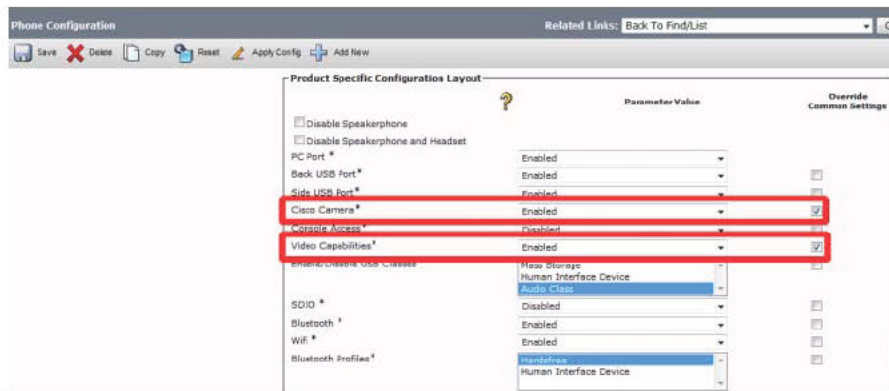 Phone Configuration
Related Links: Back To Find/List
Save Delete Copy Reset Apply Config Add New
Product Specific Configuration Layout
? Parameter Value Override Common Settings
Disable Speakerphone
Disable Speakerphone and Headset
PC Port * Enabled
Back USB Port* Enabled
Side USB Port* Enabled
Cisco Camera* Enabled
Console Access* Disabled
Video Capabilities* Enabled
Enable/Disable USB Classes Mass Storage
Human Interface Device
Audio Class
SDIO * Disabled
Bluetooth * Enabled
Wifi * Enabled
Bluetooth Profiles* Handsfree
Human Interface Device